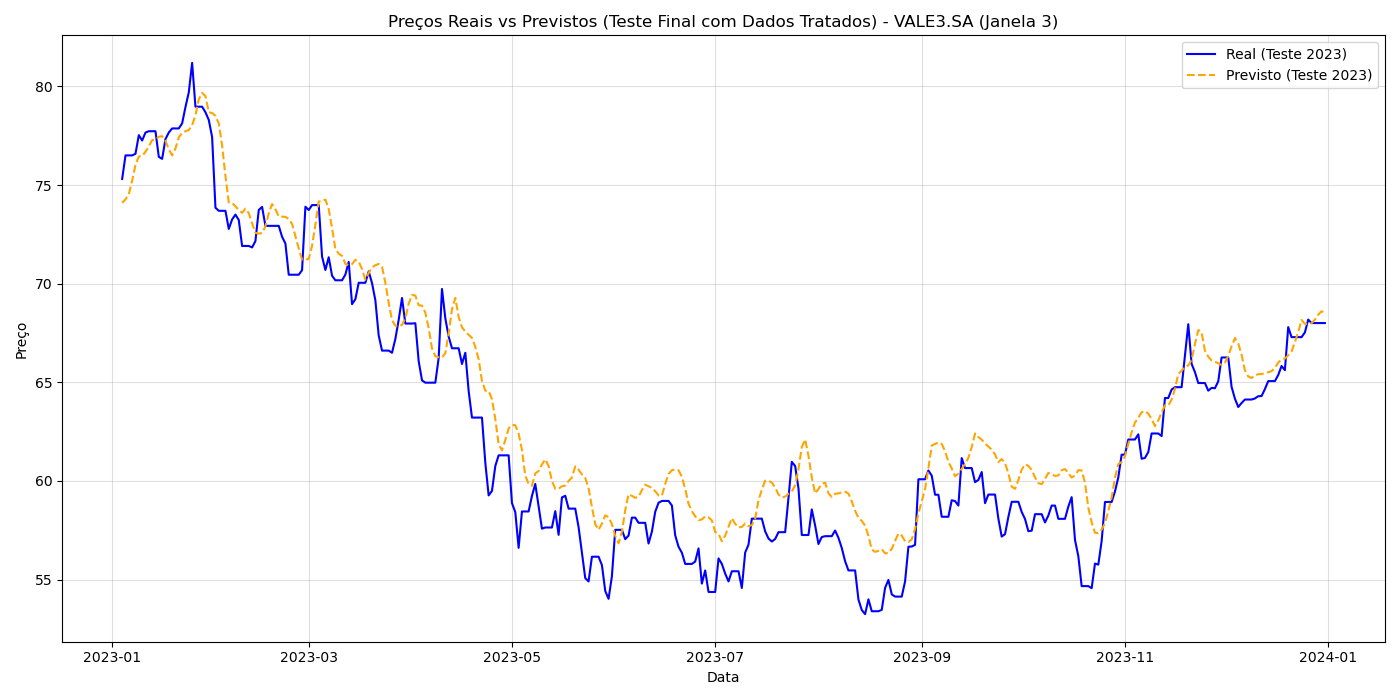 Preços Reais vs Previstos (Teste Final com Dados Tratados) - VALE3.SA (Janela 3)
Real (Teste 2023)
Previsto (Teste 2023)
Preço
80
75
70
65
60
55
2023-01
2023-03
2023-05
2023-07
2023-09
2023-11
2024-01
Data